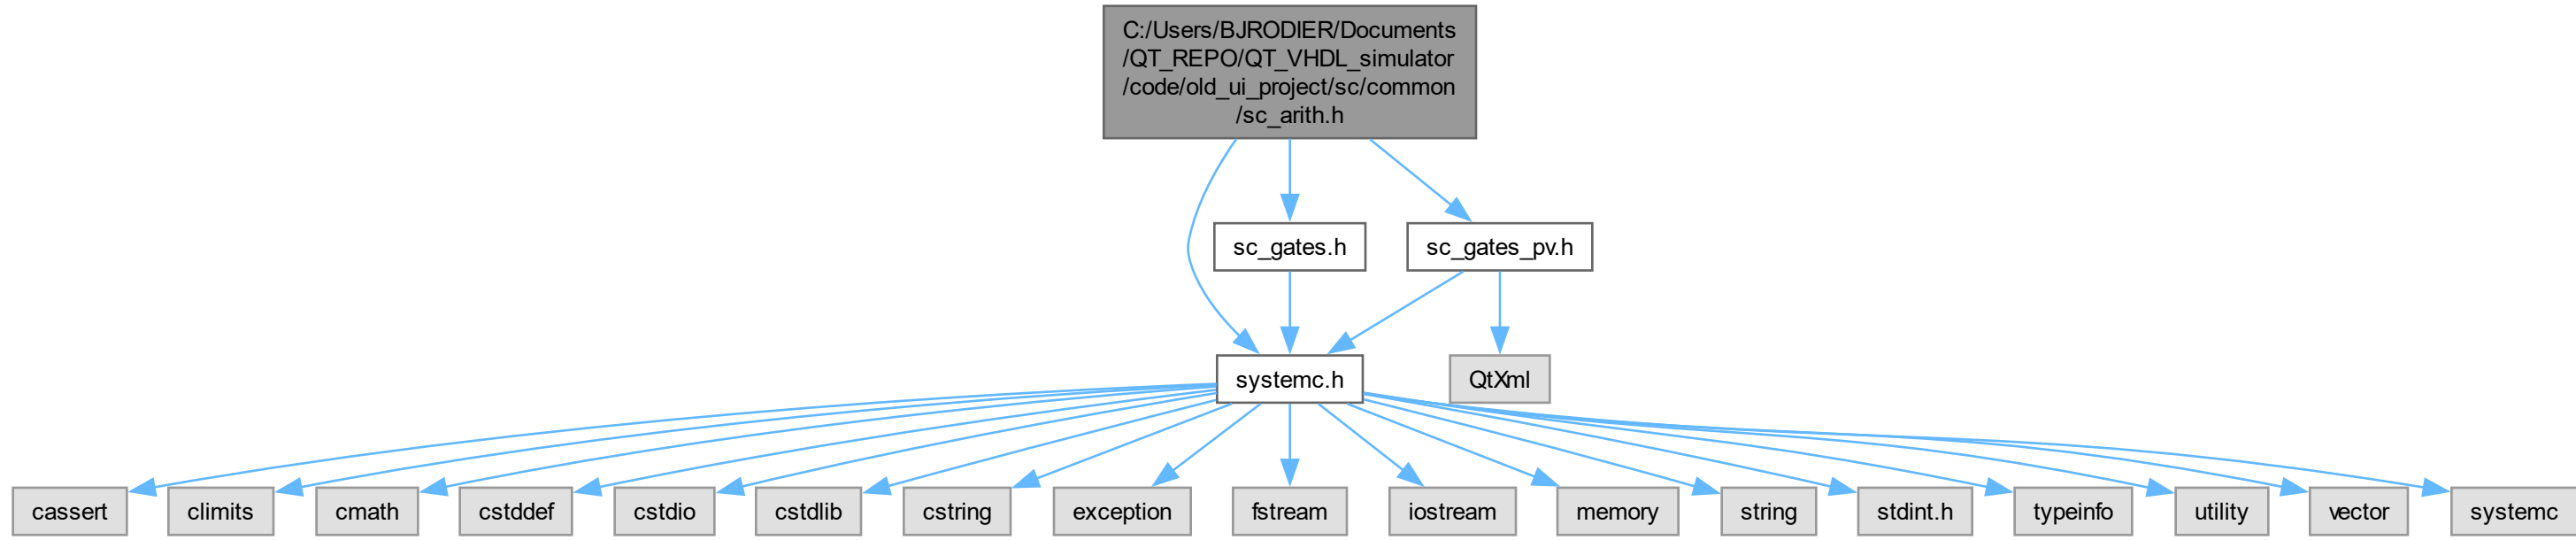 C:/Users/BJRODIER/Documents
/QT_REPO/QT_VHDL_simulator
/code/old_ui_project/sc/common
/sc_arith.h
sc_gates.h
sc_gates_pv.h
systemc.h
QtXml
cassert
climits
cmath
cstddef
cstdio
cstdlib
cstring
exception
fstream
iostream
memory
string
stdint.h
typeinfo
utility
vector
systemc